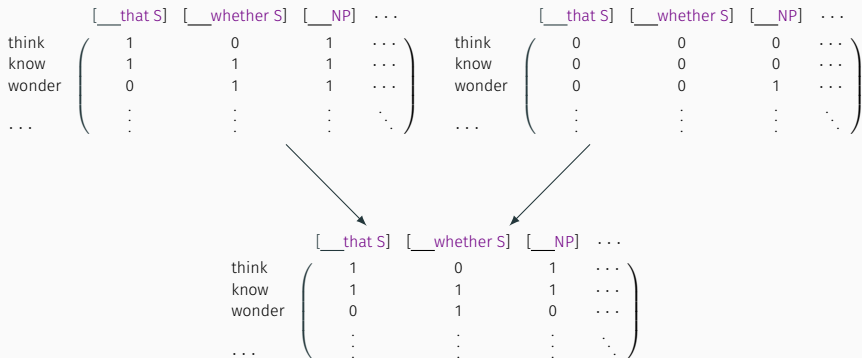 [___that S] [___whether S] [___NP] ...
think 1 0 1 ...
know 1 1 1 ...
wonder 0 1 1 ...
... ⋮ ⋮ ⋮ ⋱
[___that S] [___whether S] [___NP] ...
think 0 0 0 ...
know 0 0 0 ...
wonder 0 0 1 ...
... ⋮ ⋮ ⋮ ⋱
[___that S] [___whether S] [___NP] ...
think 1 0 1 ...
know 1 1 1 ...
wonder 0 1 0 ...
... ⋮ ⋮ ⋮ ⋱